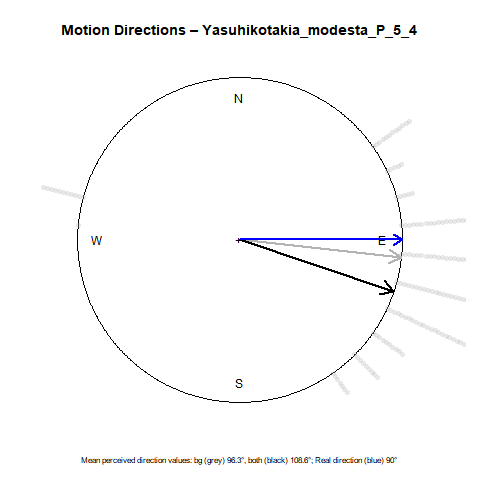 Motion Directions – Yasuhikotakia_modesta_P_5_4
N
W
E
S
Mean perceived direction values: bg (grey) 96.3°, both (black) 108.6°; Real direction (blue) 90°